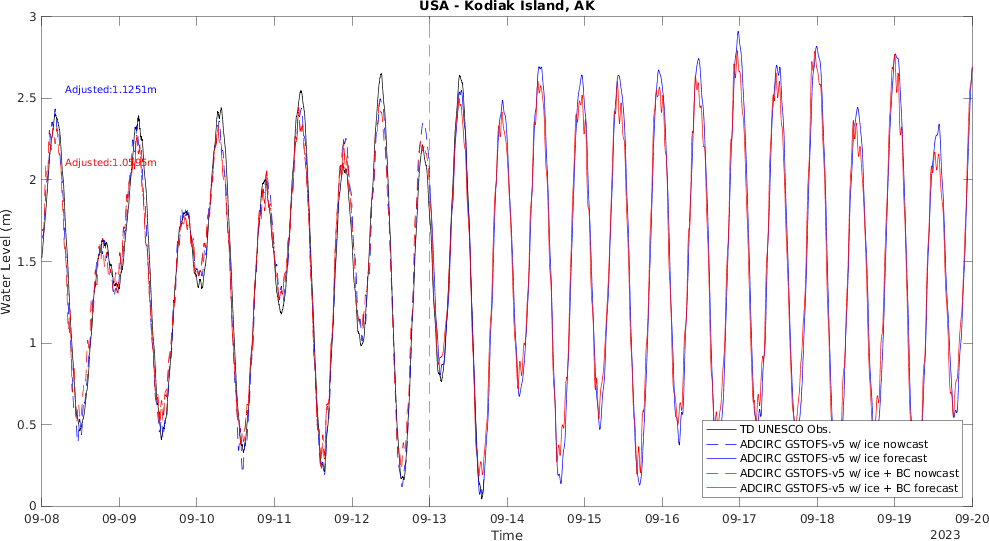 USA - Kodiak Island, AK
3
2.5
2
1.5
1
0.5
0
Water Level (m)
Adjusted:1.1251m
Adjusted:1.0595m
TD UNESCO Obs.
ADCIRC GSTOFS-v5 w/ ice nowcast
ADCIRC GSTOFS-v5 w/ ice forecast
ADCIRC GSTOFS-v5 w/ ice + BC nowcast
ADCIRC GSTOFS-v5 w/ ice + BC forecast
09-08 09-09 09-10 09-11 09-12 09-13 09-14 09-15 09-16 09-17 09-18 09-19 09-20
Time
2023